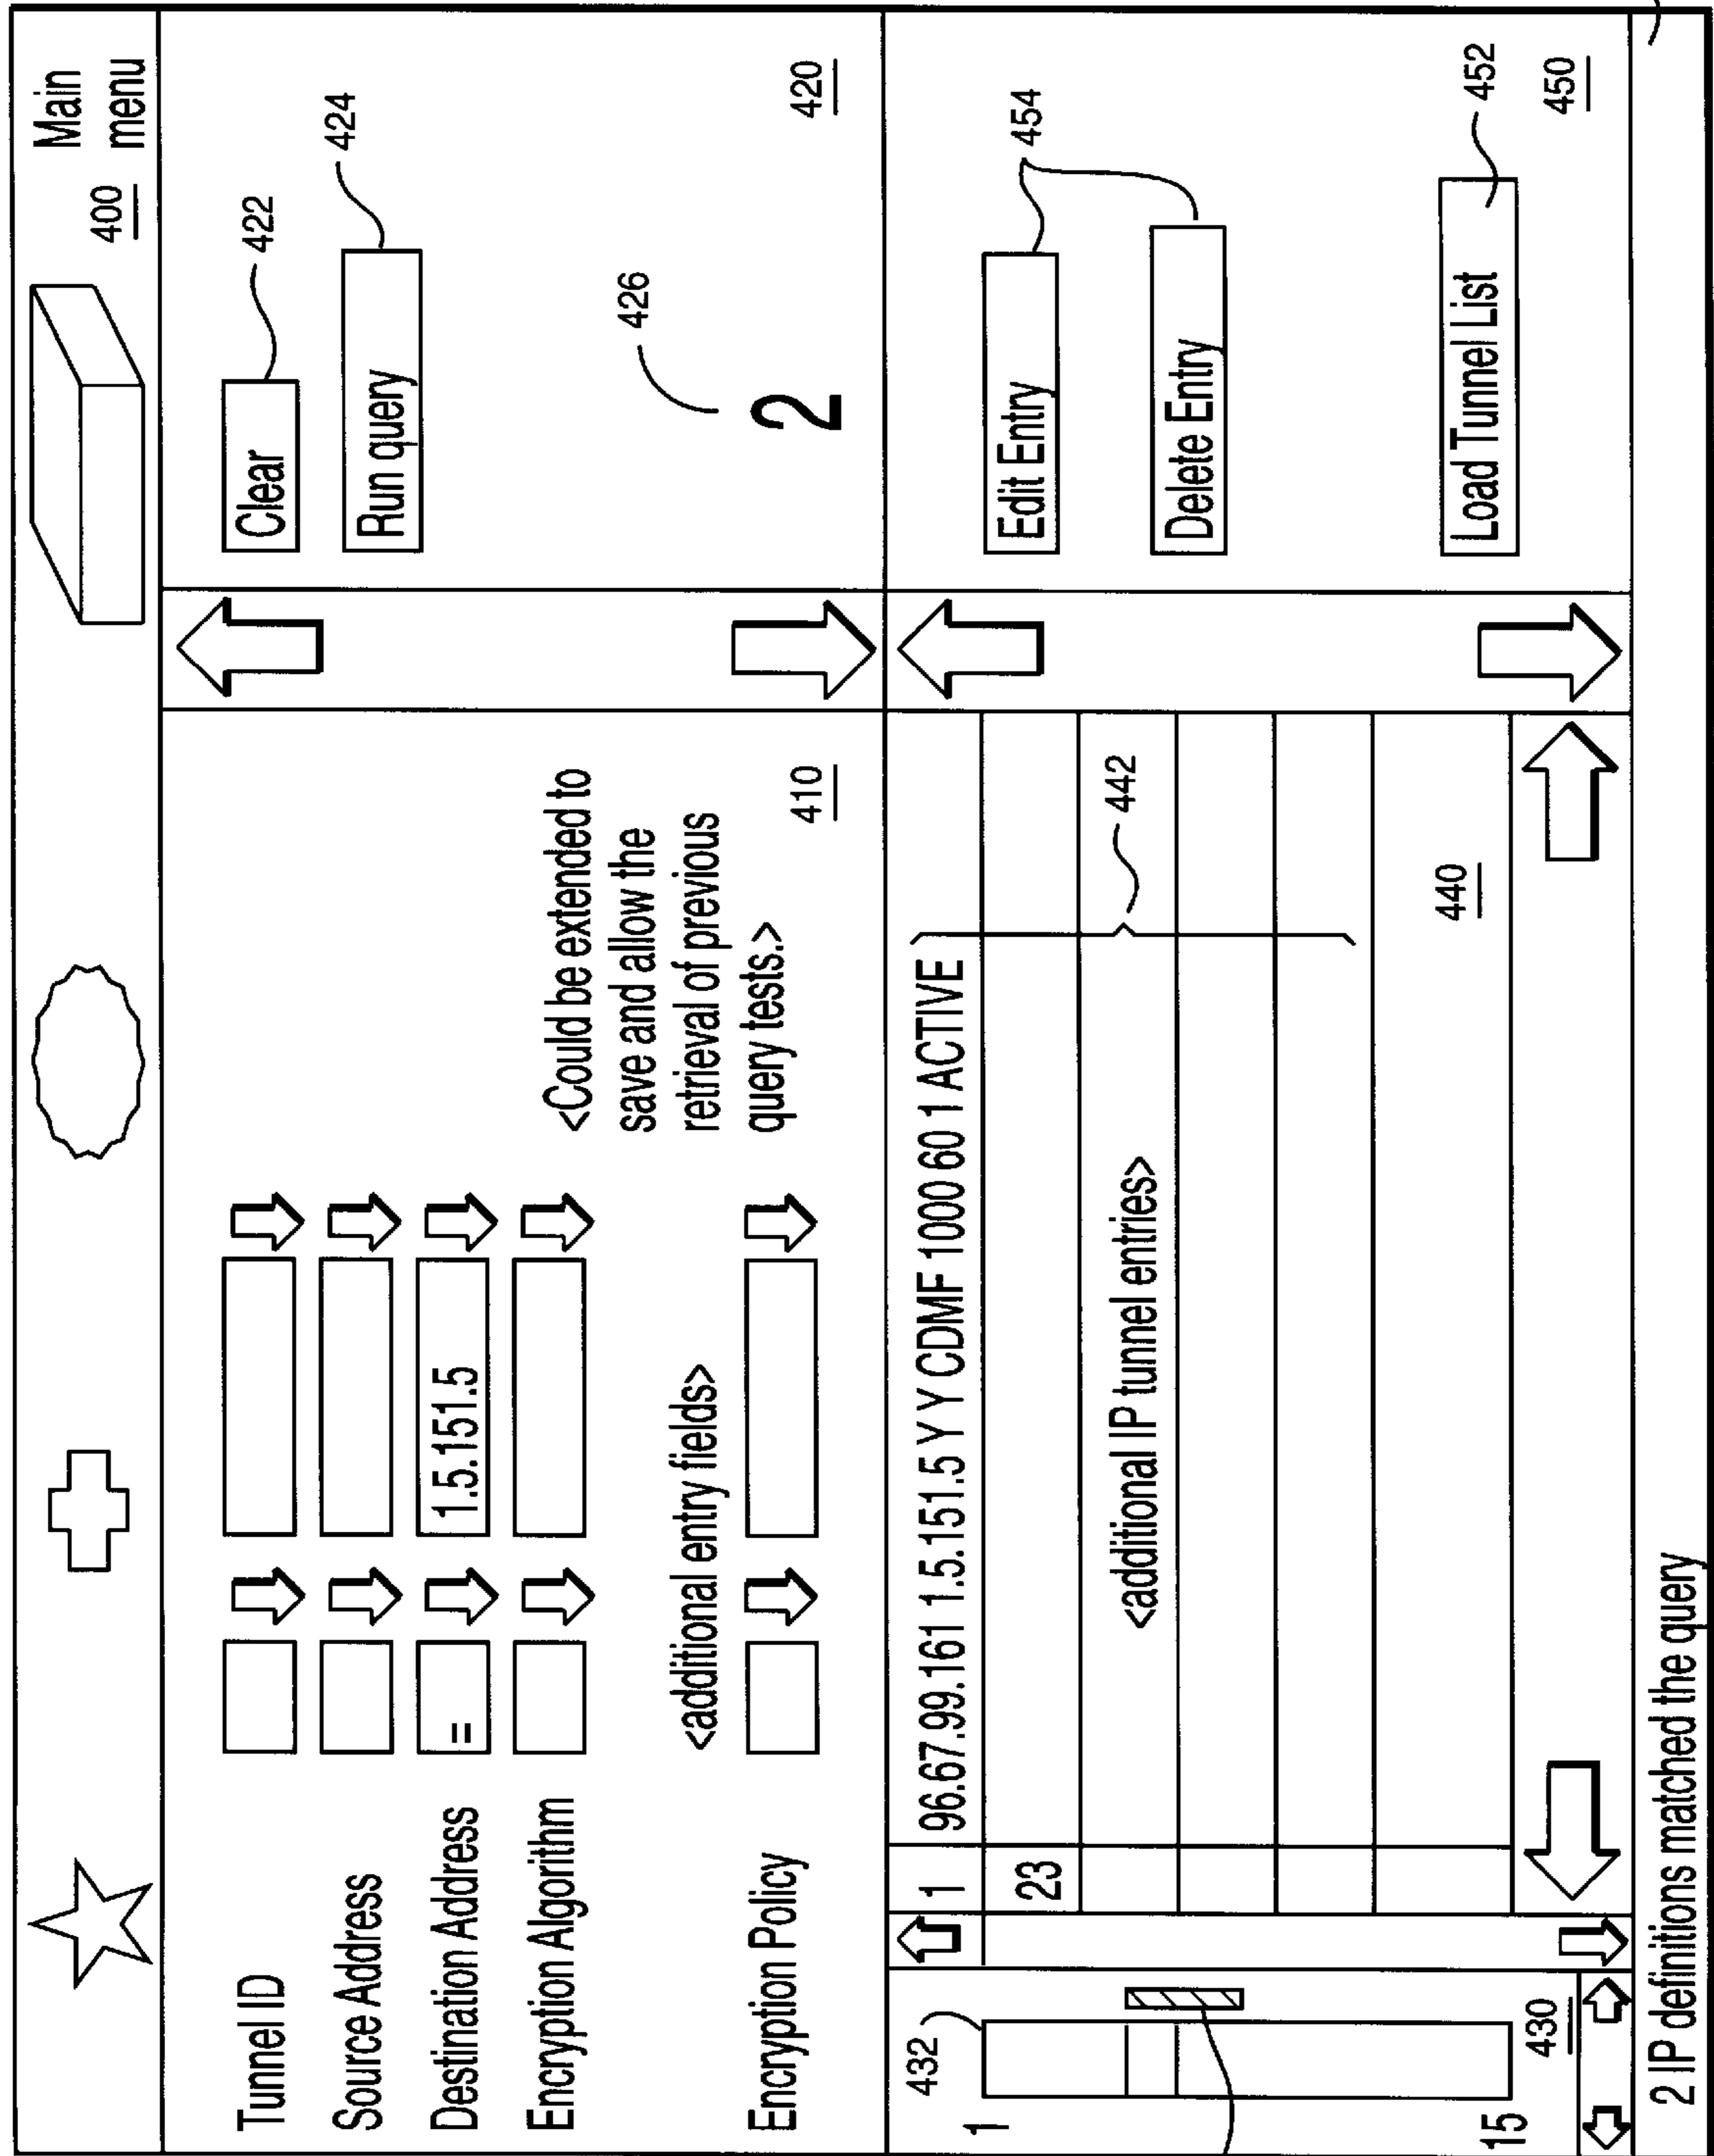 Main
menu
400
Tunnel ID
Source Address
Destination Address
=
1.5.151.5
Encryption Algorithm
<additional entry fields>
Encryption Policy
<Could be extended to
save and allow the
retrieval of previous
query tests.>
410
Clear
422
Run query
424
426
2
420
432
1
15
430
1
96.67.99.161 1.5.151.5 Y Y CDMF 1000 60 1 ACTIVE
23
<additional IP tunnel entries>
442
440
Edit Entry
454
Delete Entry
Load Tunnel List
452
450
2 IP definitions matched the query